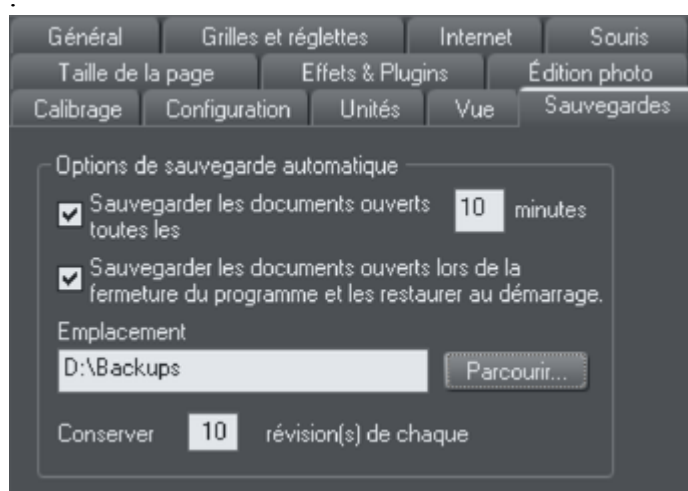 Général Grilles et réglettes Internet Souris
Taille de la page Effets & Plugins Édition photo
Calibrage Configuration Unités Vue Sauvegardes
Options de sauvegarde automatique
Sauvegarder les documents ouverts 10 minutes
toutes les
Sauvegarder les documents ouverts lors de la
fermeture du programme et les restaurer au démarrage.
Emplacement
D:\Backups Parcourir...
Conserver 10 révision(s) de chaque